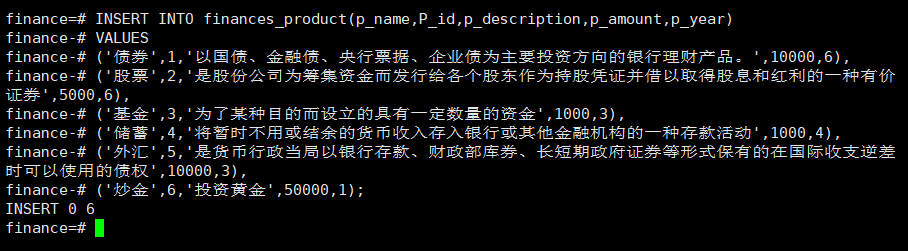 finance=# INSERT INTO finances_product(p_name,P_id,p_description,p_amount,p_year)
finance-# VALUES
finance-# ('债券',1,'以国债、金融债、央行票据、企业债为主要投资方向的银行理财产品。',10000,6),
finance-# ('股票',2,'是股份公司为筹集资金而发行给各个股东作为持股凭证并借以取得股息和红利的一种有价
证券',5000,6),
finance-# ('基金',3,'为了某种目的而设立的具有一定数量的资金',1000,3),
finance-# ('储蓄',4,'将暂时不用或结余的货币收入存入银行或其他金融机构的一种存款活动',1000,4),
finance-# ('外汇',5,'是货币行政当局以银行存款、财政部库券、长短期政府证券等形式保有的在国际收支逆差
时可以使用的债权',10000,3),
finance-# ('炒金',6,'投资黄金',50000,1);
INSERT 0 6
finance=#